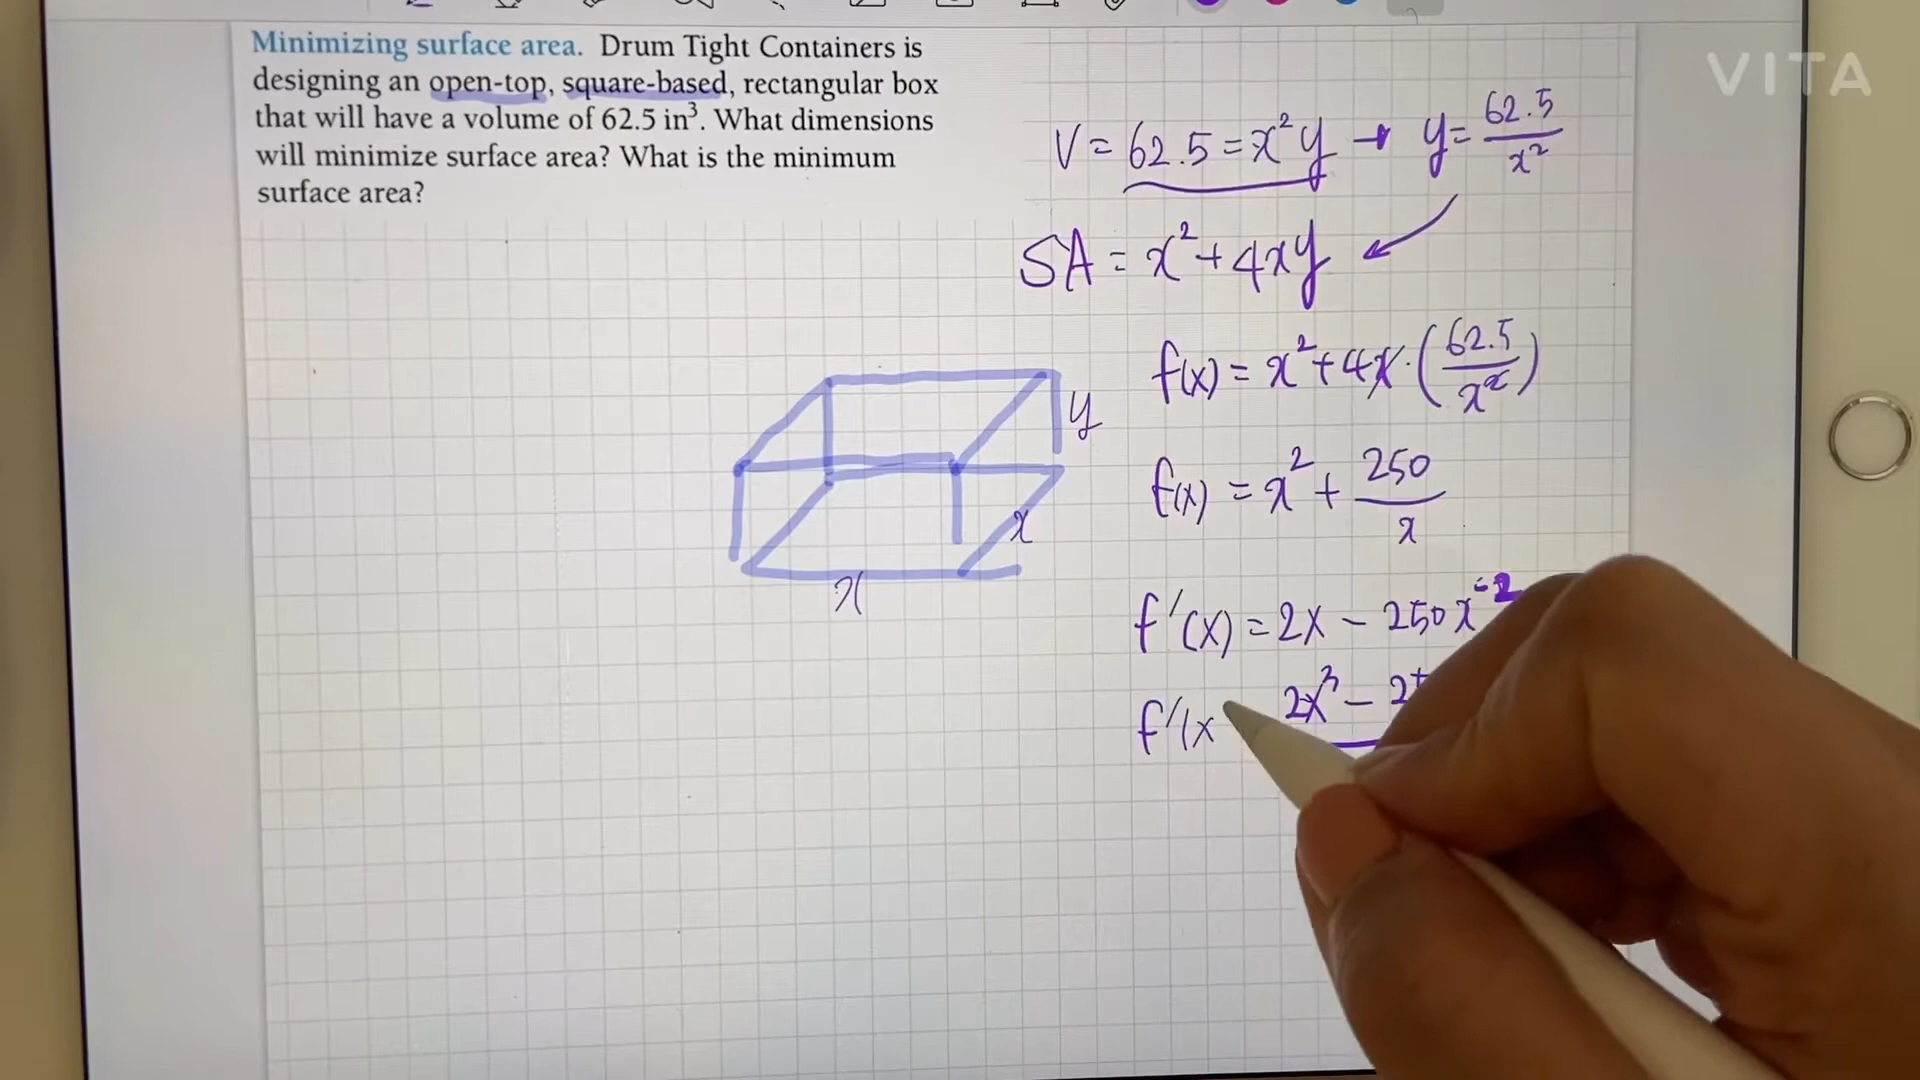 Minimizing surface area. Drum Tight Containers is
designing an open-top, square-based, rectangular box
that will have a volume of 62.5 in³. What dimensions
will minimize surface area? What is the minimum
surface area?
VITA
V = 62.5 = x²y → y = 62.5/x²
SA = x² + 4xy
f(x) = x² + 4x · (62.5/x²)
f(x) = x² + 250/x
y
x
x
f'(x) = 2x - 250x⁻²
f'(x 2x³ - 2